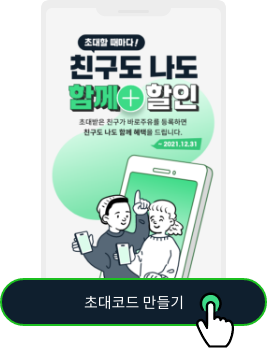 초대할 때마다!
친구도 나도
함께+할인
초대받은 친구가 바로주유를 등록하면
친구도 나도 함께 혜택을 드립니다.
~ 2021.12.31
초대코드 만들기